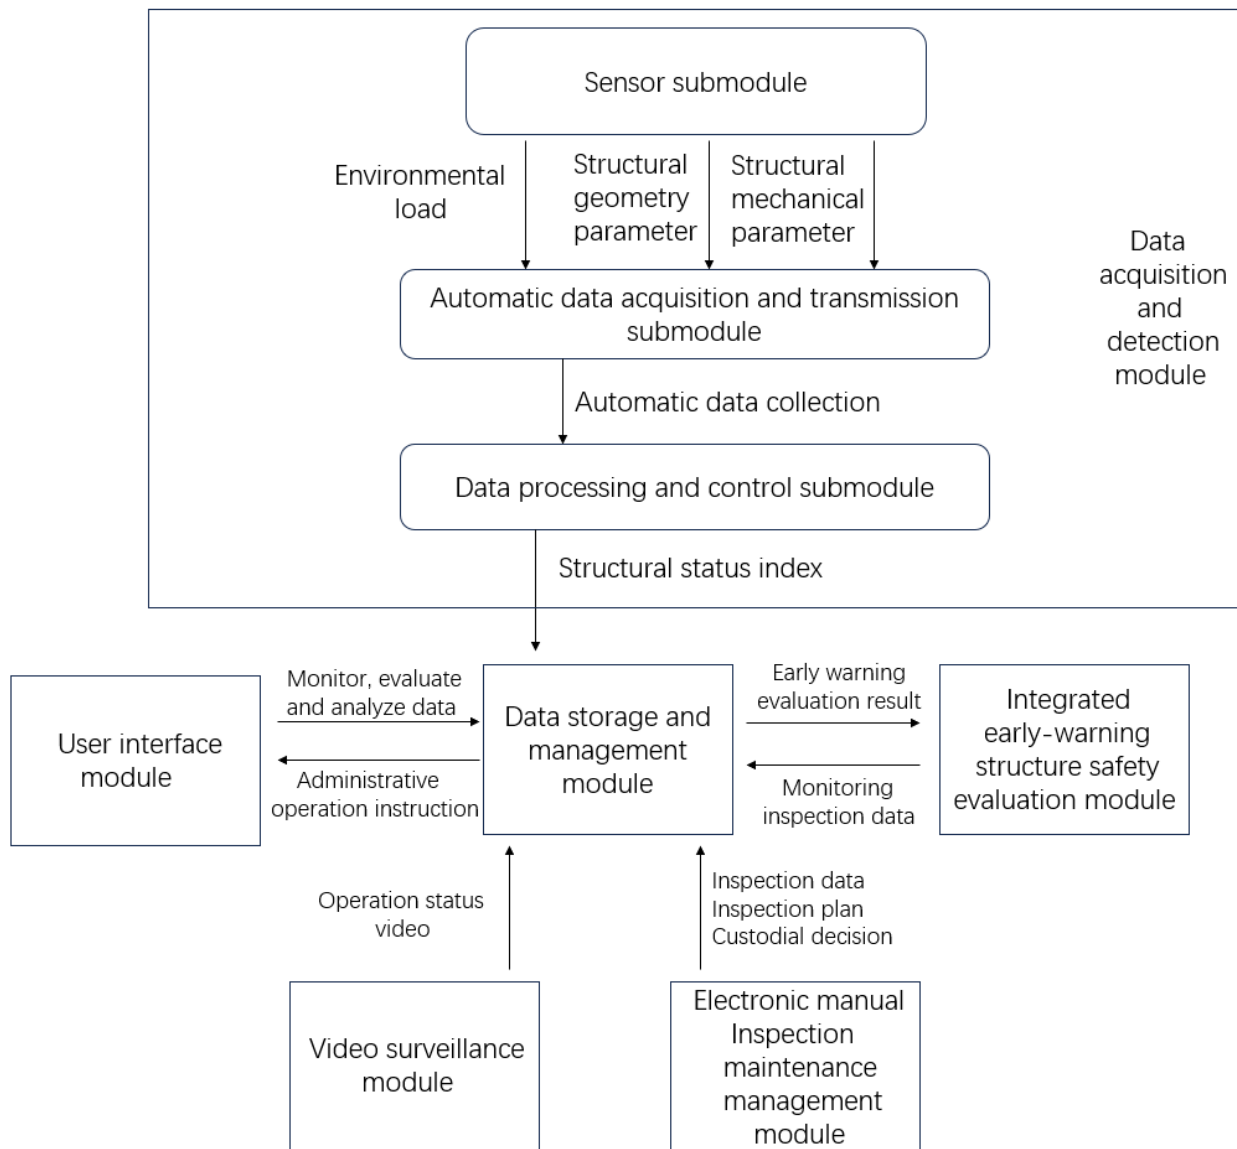 Sensor submodule
Environmental
load
Structural
geometry
parameter
Structural
mechanical
parameter
Data
acquisition
and
detection
module
Automatic data acquisition and transmission
submodule
Automatic data collection
Data processing and control submodule
Structural status index
User interface
module
Monitor, evaluate
and analyze data
Administrative
operation instruction
Data storage and
management
module
Early warning
evaluation result
Monitoring
inspection data
Integrated
early-warning
structure safety
evaluation module
Operation status
video
Inspection data
Inspection plan
Custodial decision
Video surveillance
module
Electronic manual
Inspection
maintenance
management
module